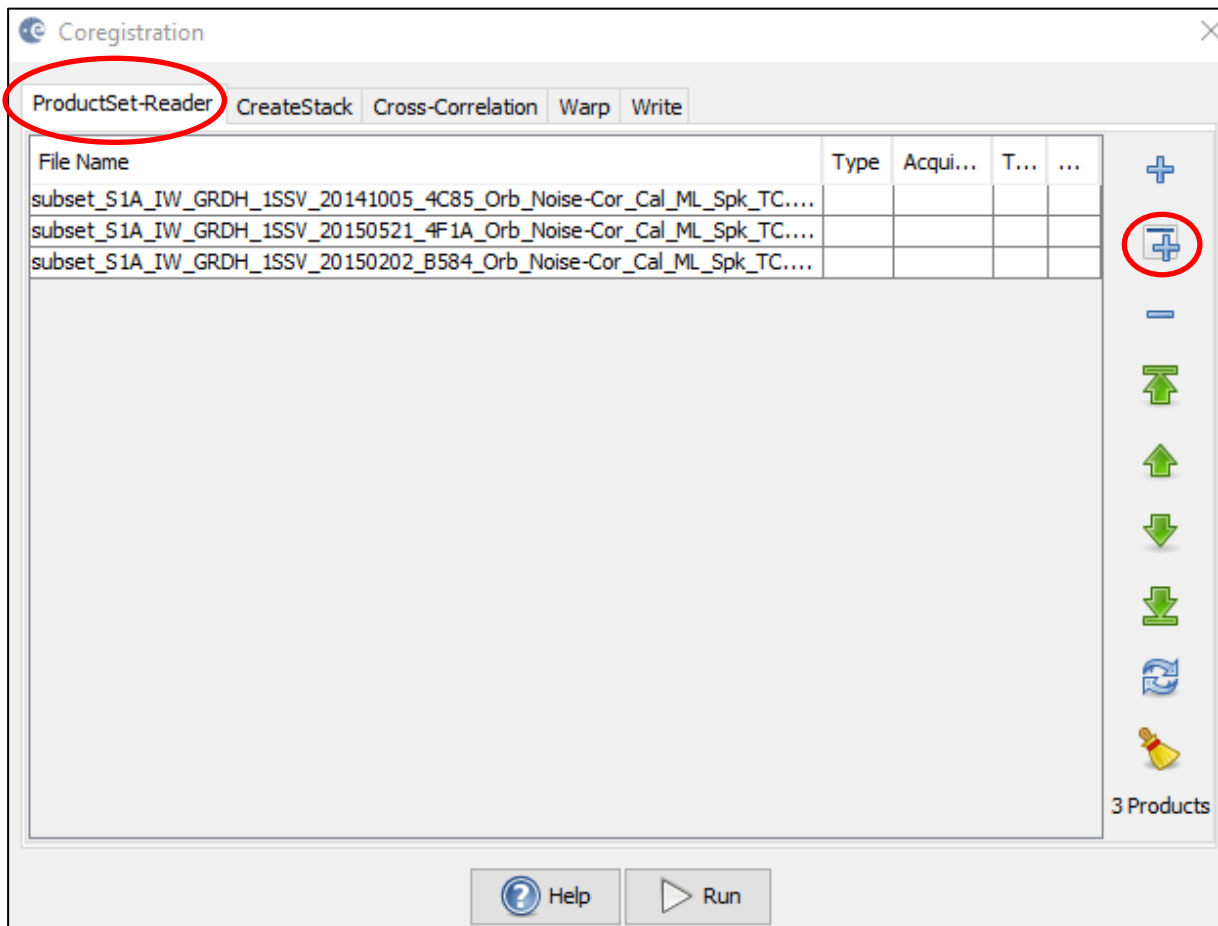 Coregistration
ProductSet-Reader CreateStack Cross-Correlation Warp Write
File Name Type Acqui... T... ...
subset_S1A_IW_GRDH_1SSV_20141005_4C85_Orb_Noise-Cor_Cal_ML_Spk_TC....
subset_S1A_IW_GRDH_1SSV_20150521_4F1A_Orb_Noise-Cor_Cal_ML_Spk_TC....
subset_S1A_IW_GRDH_1SSV_20150202_B584_Orb_Noise-Cor_Cal_ML_Spk_TC....
3 Products
Help Run